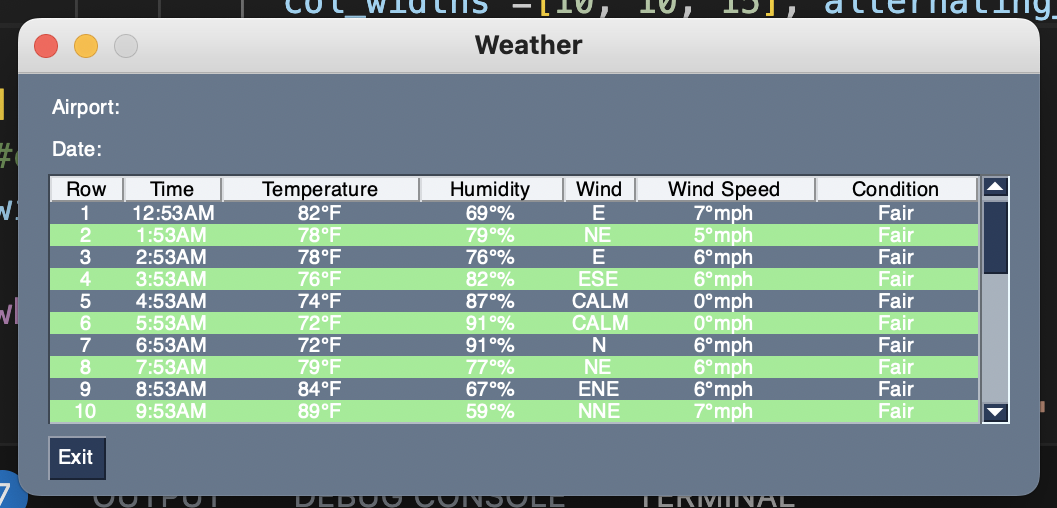 col_widths =[10, 10, 15], alternating_
Weather
Airport:
Date:
Row Time Temperature Humidity Wind Wind Speed Condition
1 12:53AM 82°F 69°% E 7°mph Fair
2 1:53AM 78°F 79°% NE 5°mph Fair
3 2:53AM 78°F 76°% E 6°mph Fair
4 3:53AM 76°F 82°% ESE 6°mph Fair
5 4:53AM 74°F 87°% CALM 0°mph Fair
6 5:53AM 72°F 91°% CALM 0°mph Fair
7 6:53AM 72°F 91°% N 6°mph Fair
8 7:53AM 79°F 77°% NE 6°mph Fair
9 8:53AM 84°F 67°% ENE 6°mph Fair
10 9:53AM 89°F 59°% NNE 7°mph Fair
Exit
7 OUTPUT DEBUG CONSOLE TERMINAL